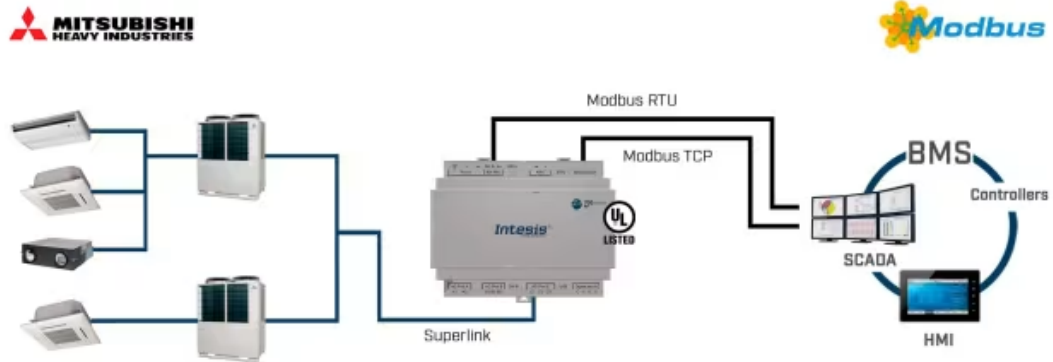 MITSUBISHI
HEAVY INDUSTRIES
Modbus
Modbus RTU
Modbus TCP
BMS
Controllers
Intesis
UL
LISTED
SCADA
Superlink
HMI